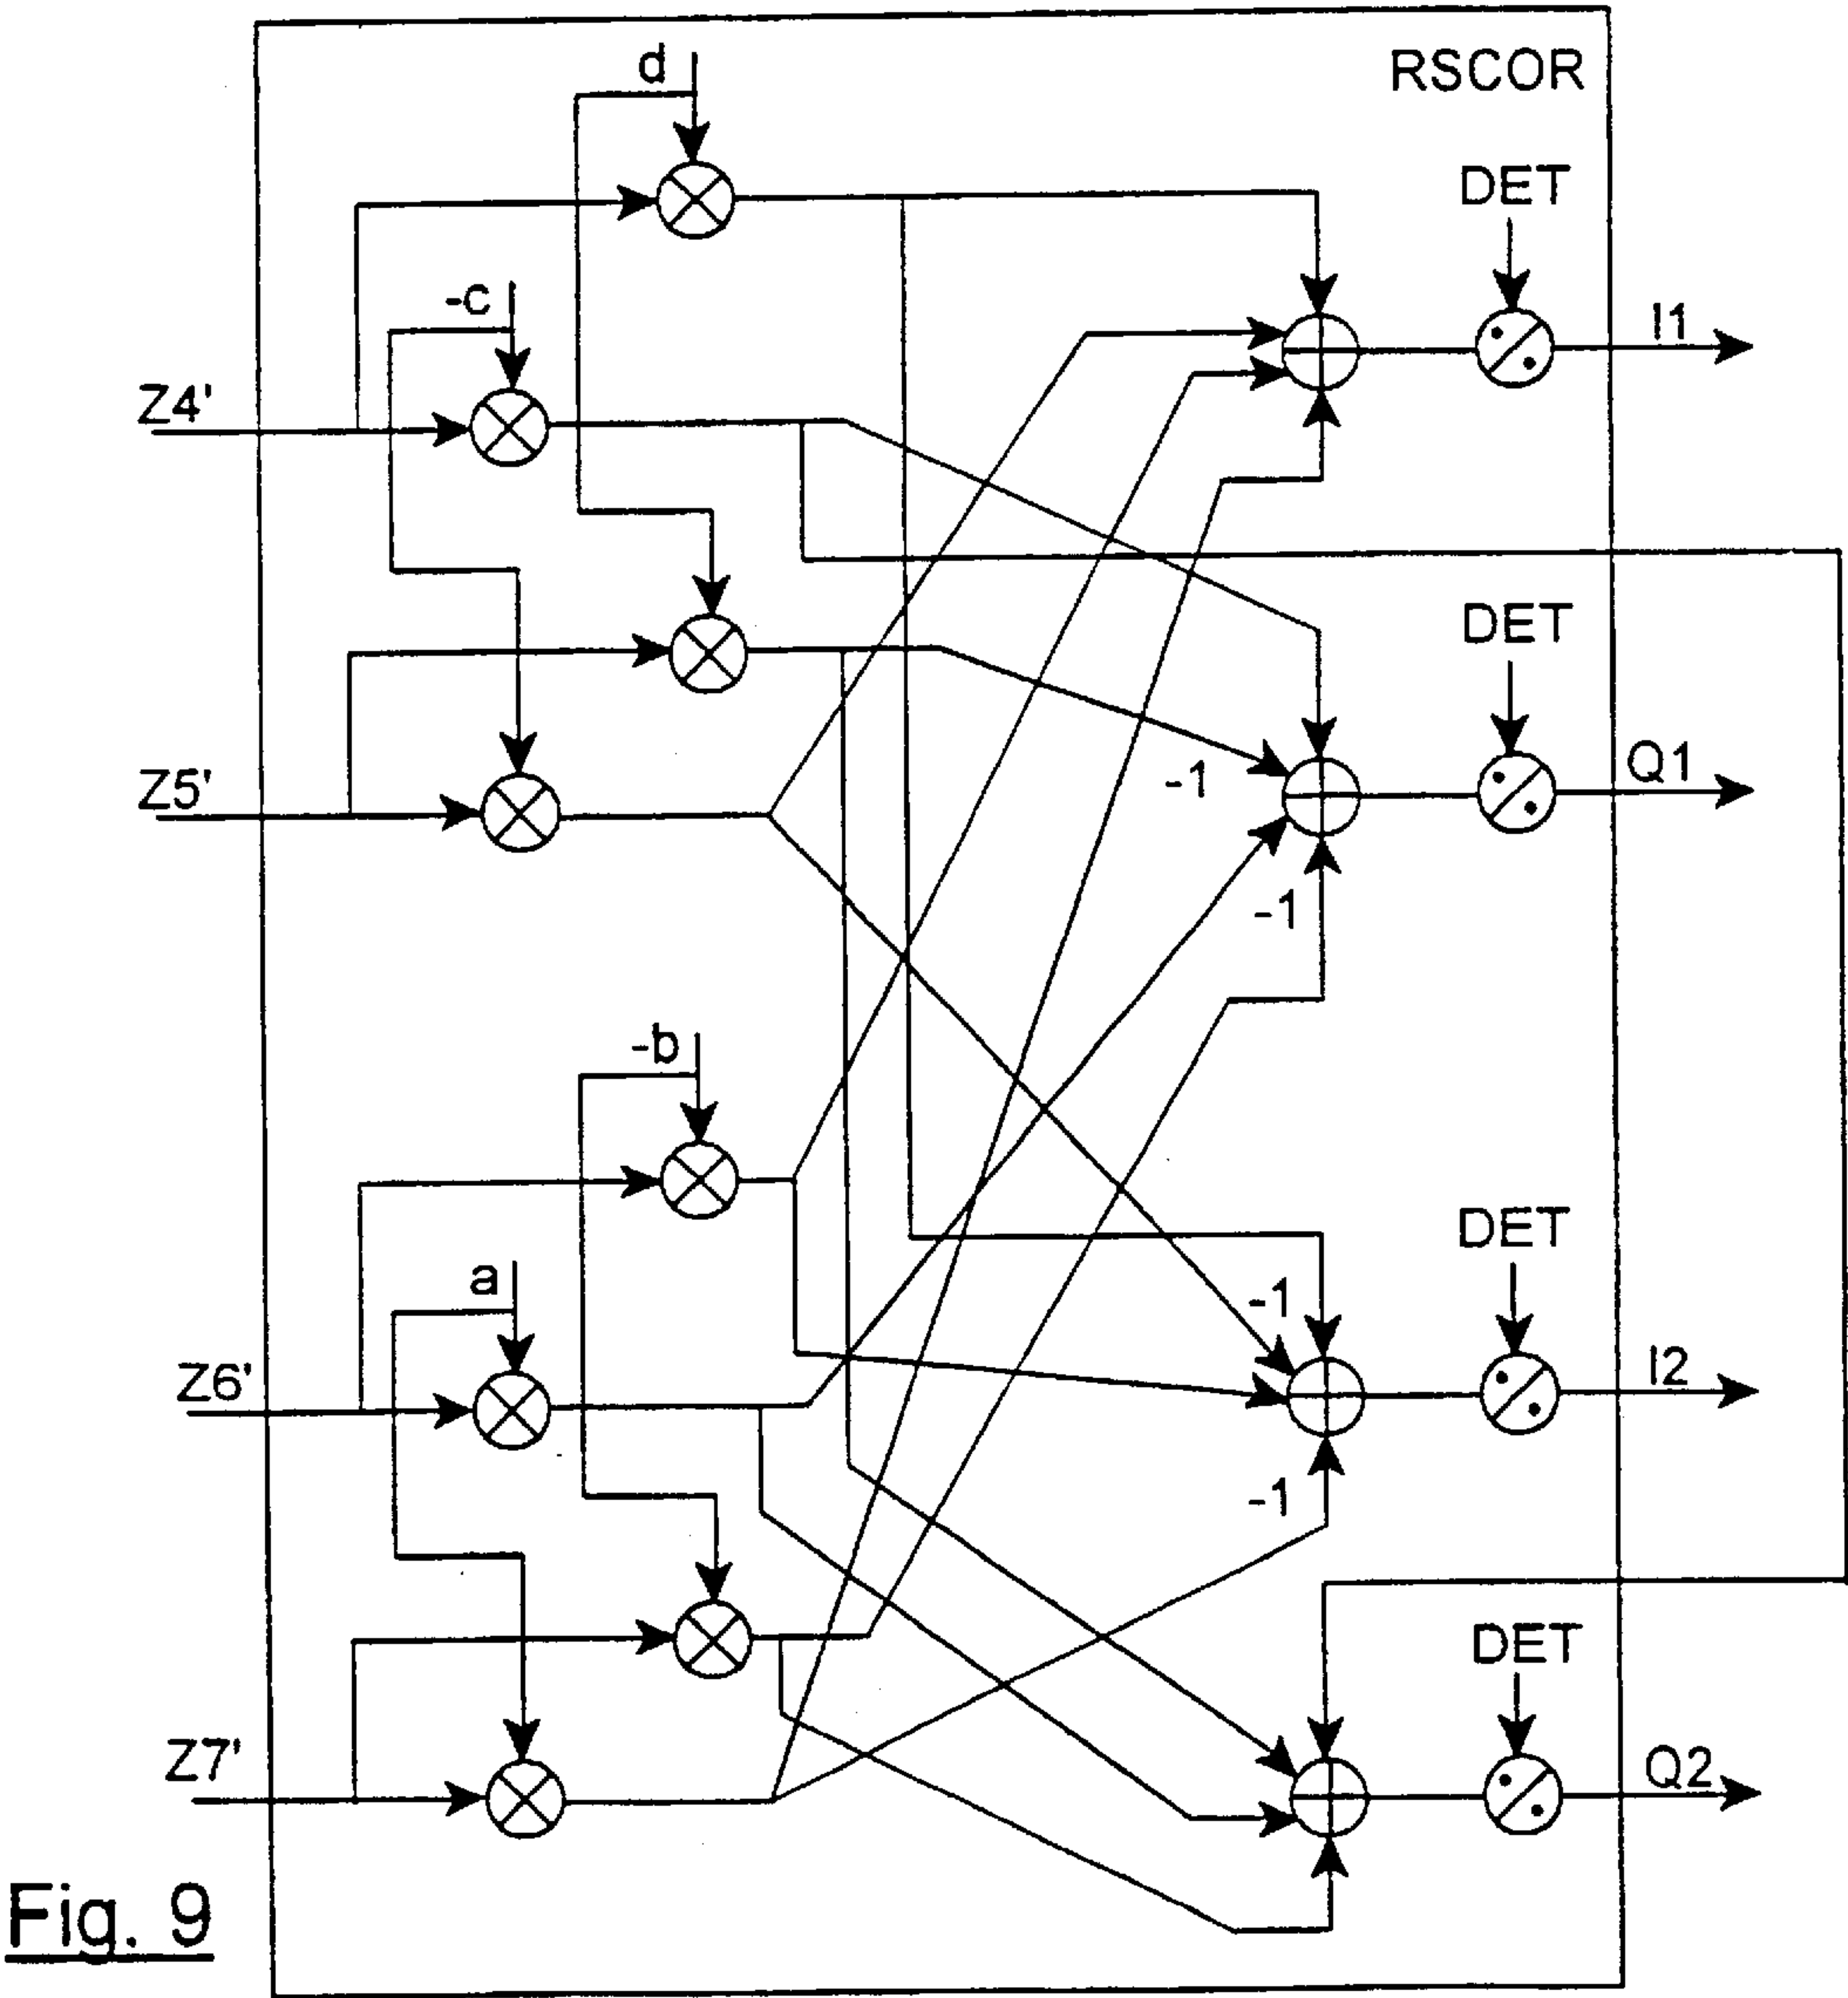 d
RSCOR
DET
-c
I1
Z4'
DET
Q1
-1
Z5'
-1
-b
DET
a
-1
I2
Z6'
-1
DET
Z7'
Q2
Fig. 9